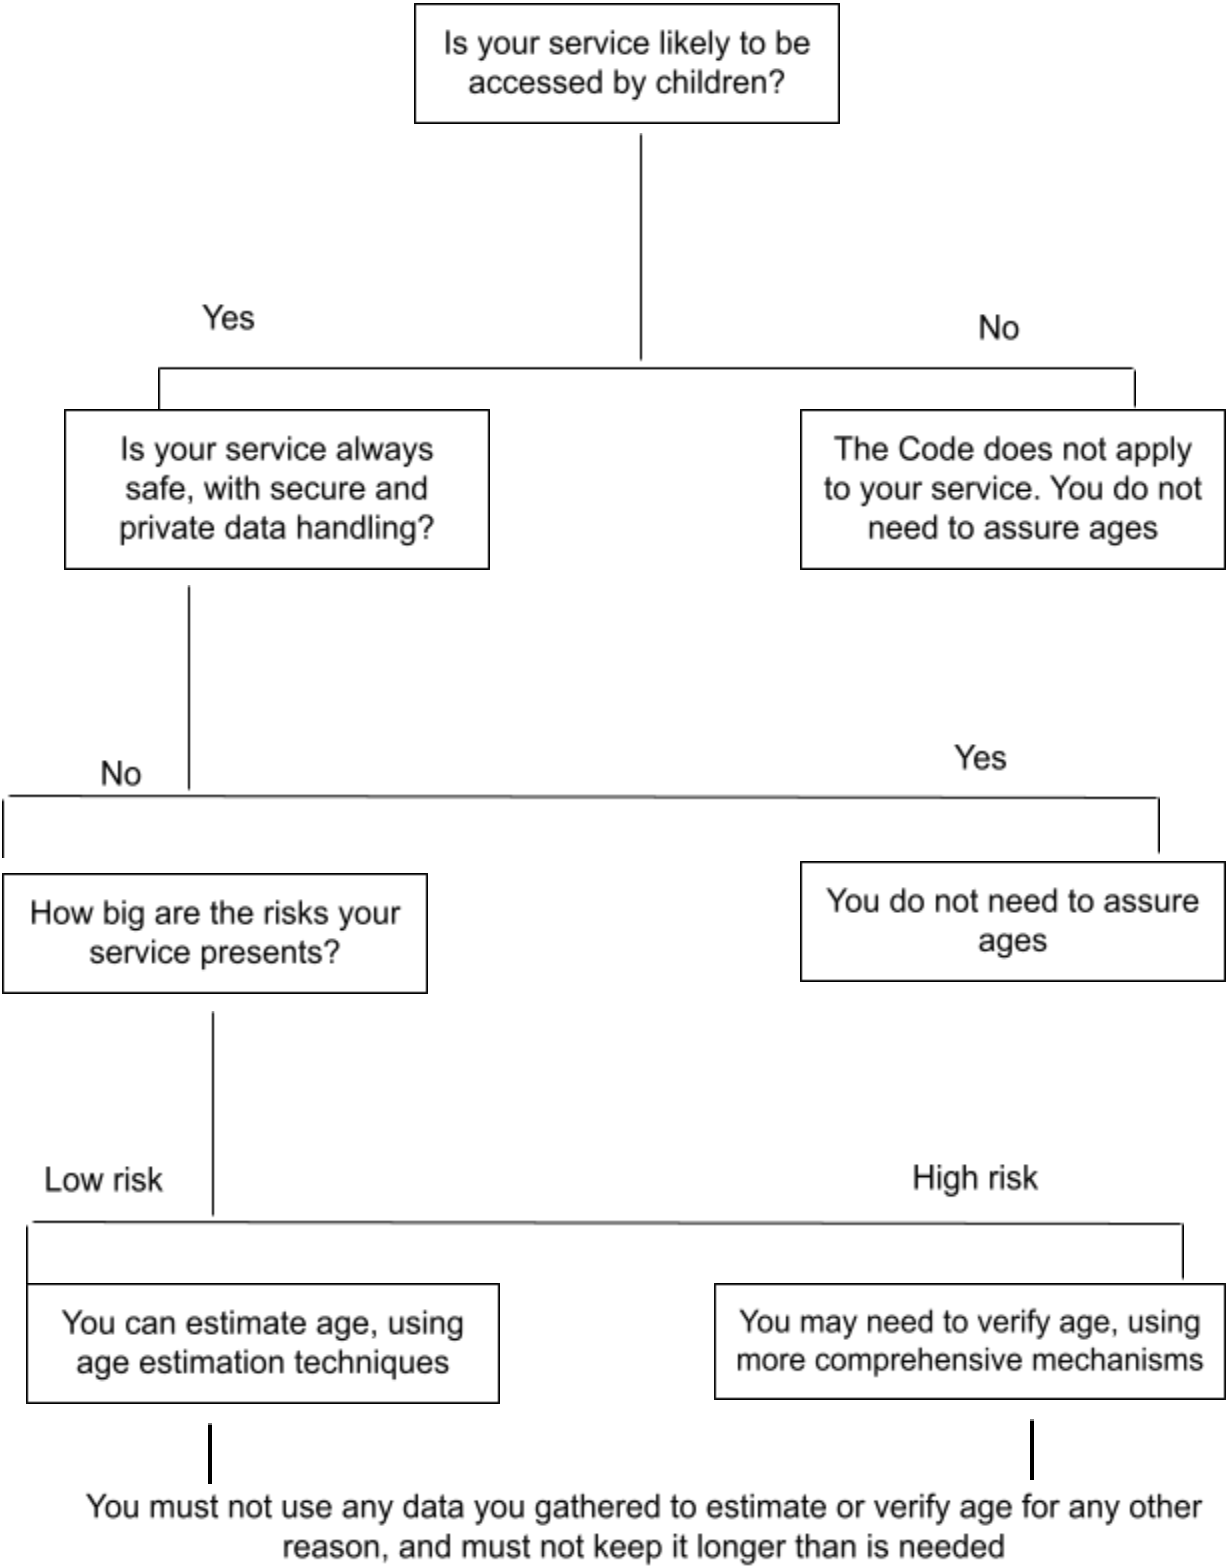 Is your service likely to be
accessed by children?
Yes
No
Is your service always
safe, with secure and
private data handling?
The Code does not apply
to your service. You do not
need to assure ages
No
Yes
How big are the risks your
service presents?
You do not need to assure
ages
Low risk
High risk
You can estimate age, using
age estimation techniques
You may need to verify age, using
more comprehensive mechanisms
You must not use any data you gathered to estimate or verify age for any other
reason, and must not keep it longer than is needed